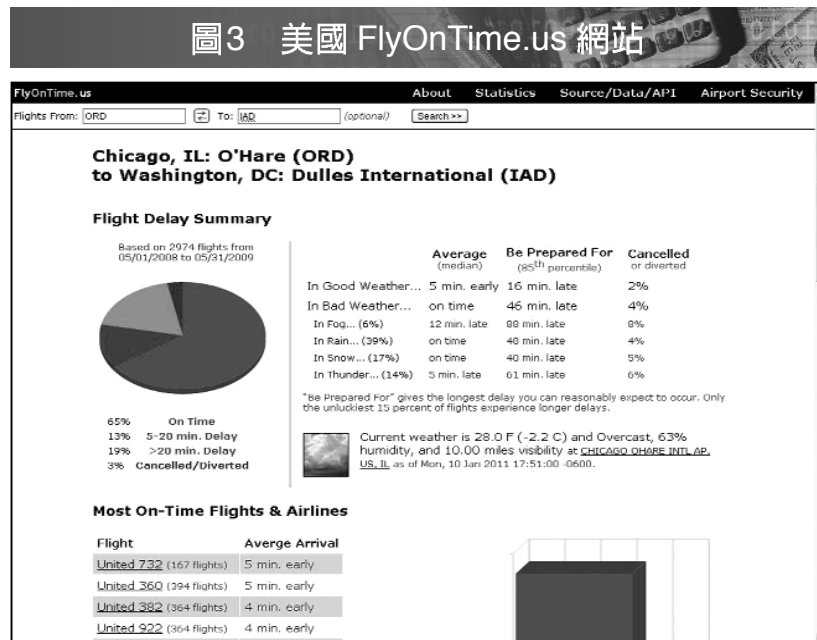 圖3 美國 FlyOnTime.us 網站
FlyOnTime.us About Statistics Source/Data/API Airport Security
Flights From: ORD To: IAD (optional) Search >>
Chicago, IL: O'Hare (ORD)
to Washington, DC: Dulles International (IAD)
Flight Delay Summary
Based on 2974 flights from
05/01/2008 to 05/31/2009
65% On Time
13% 5-20 min. Delay
19% >20 min. Delay
3% Cancelled/Diverted
Average Be Prepared For Cancelled
(median) (85th percentile) or diverted
In Good Weather... 5 min. early 16 min. late 2%
In Bad Weather... on time 46 min. late 4%
In Fog... (6%) 12 min. late 88 min. late 8%
In Rain... (39%) on time 48 min. late 4%
In Snow... (17%) on time 40 min. late 5%
In Thunder... (14%) 5 min. late 61 min. late 6%
"Be Prepared For" gives the longest delay you can reasonably expect to occur. Only
the unluckiest 15 percent of flights experience longer delays.
Current weather is 28.0 F (-2.2 C) and Overcast, 63%
humidity, and 10.00 miles visibility at CHICAGO OHARE INTL AP,
US, IL as of Mon, 10 Jan 2011 17:51:00 -0600.
Most On-Time Flights & Airlines
Flight Averge Arrival
United 732 (167 flights) 5 min. early
United 360 (394 flights) 5 min. early
United 382 (364 flights) 4 min. early
United 922 (364 flights) 4 min. early